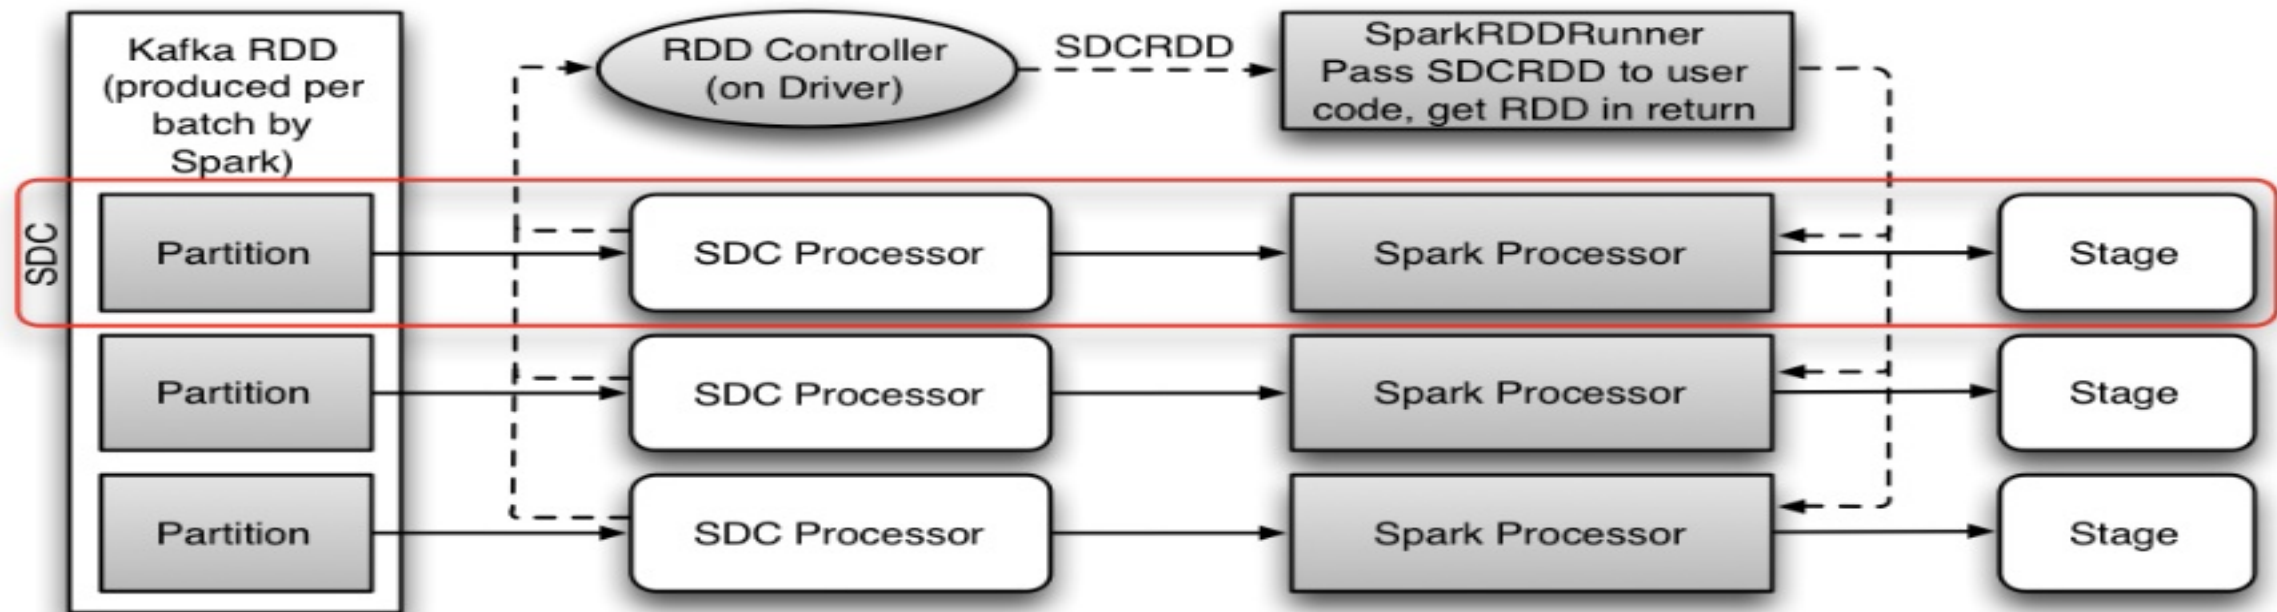 Kafka RDD
(produced per
batch by
Spark)
RDD Controller
(on Driver)
SDCRDD
SparkRDDRunner
Pass SDCRDD to user
code, get RDD in return
SDC
Partition
SDC Processor
Spark Processor
Stage
Partition
SDC Processor
Spark Processor
Stage
Partition
SDC Processor
Spark Processor
Stage